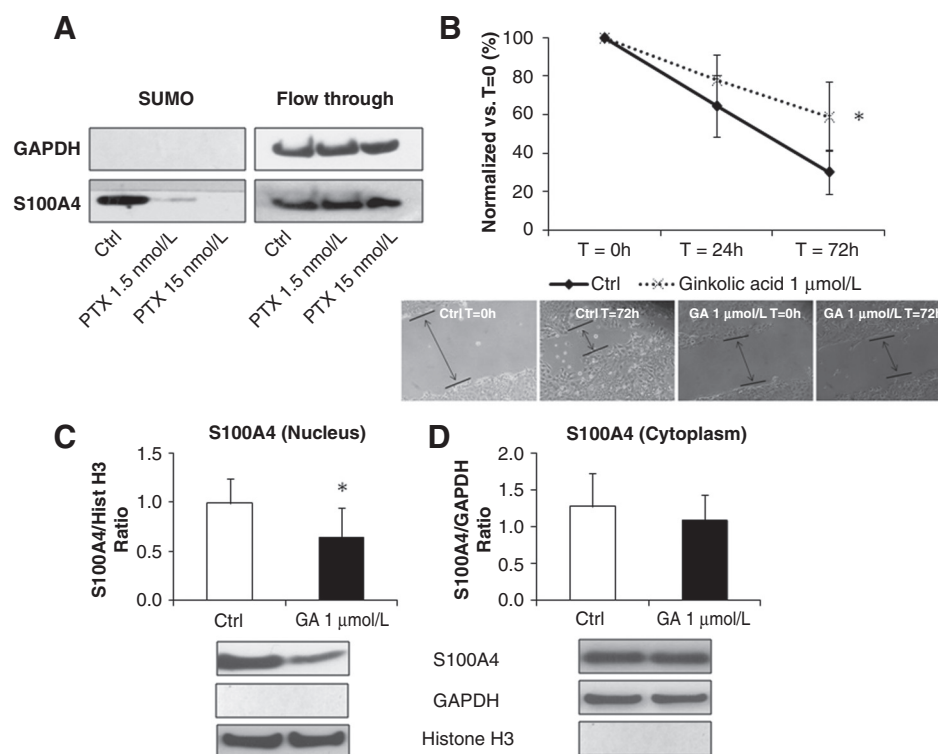 A
SUMO
Flow through
GAPDH
S100A4
Ctrl
PTX 1.5 nmol/L
PTX 15 nmol/L
Ctrl
PTX 1.5 nmol/L
PTX 15 nmol/L
B
Normalized vs. T=0 (%)
100
80
60
40
20
0
*
T = 0h
T = 24h
T = 72h
Ctrl
Ginkolic acid 1 μmol/L
Ctrl T=0h
Ctrl T=72h
GA 1 μmol/L T=0h
GA 1 μmol/L T=72h
C
S100A4 (Nucleus)
S100A4/Hist H3
Ratio
1.5
1.0
0.5
0.0
*
Ctrl
GA 1 μmol/L
D
S100A4 (Cytoplasm)
S100A4/GAPDH
Ratio
2.0
1.5
1.0
0.5
0.0
Ctrl
GA 1 μmol/L
S100A4
GAPDH
Histone H3